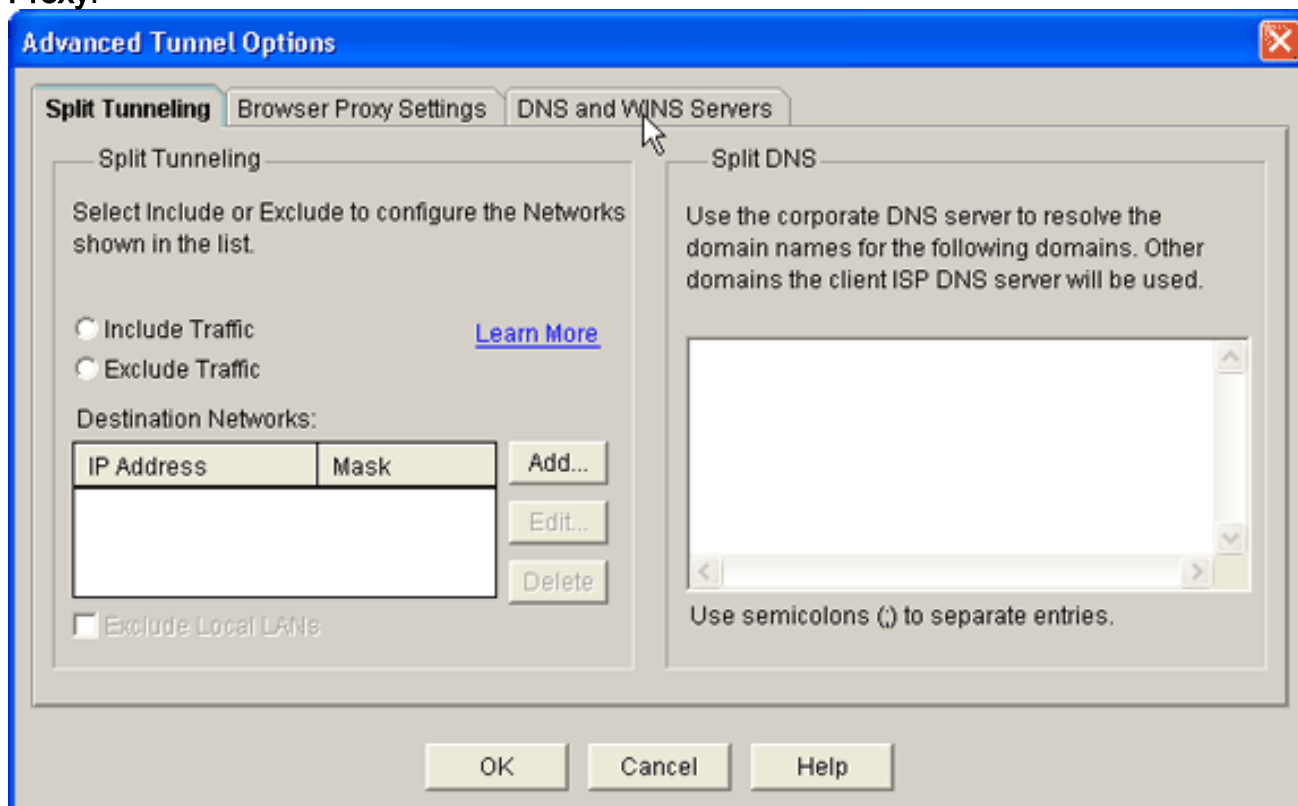 Proxy.
Advanced Tunnel Options
Split Tunneling
Browser Proxy Settings
DNS and WINS Servers
Split Tunneling
Select Include or Exclude to configure the Networks
shown in the list.
Include Traffic
Learn More
Exclude Traffic
Destination Networks:
IP Address
Mask
Add...
Edit...
Delete
Exclude Local LANs
Split DNS
Use the corporate DNS server to resolve the
domain names for the following domains. Other
domains the client ISP DNS server will be used.
Use semicolons (;) to separate entries.
OK
Cancel
Help